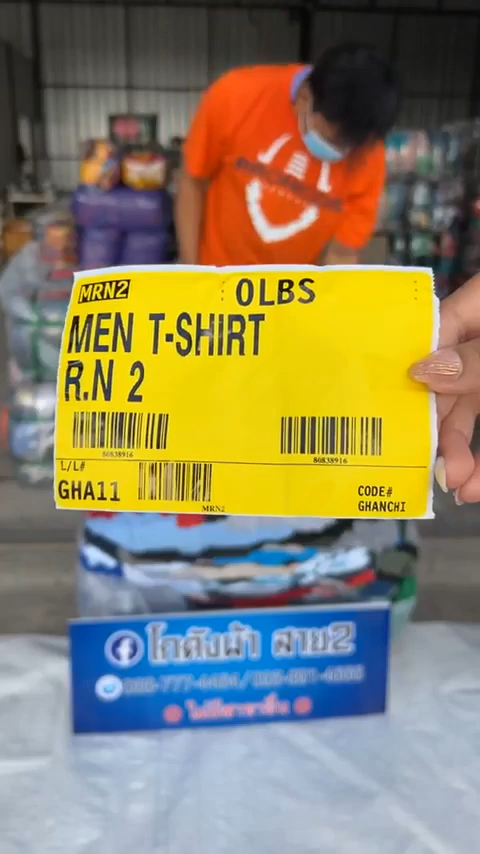 MRN2
0LBS
MEN T-SHIRT
R.N 2
80838916
80838916
L/L#
GHA11
MRN2
CODE#
GHANCHI
โกดังผ้า สาย2
ไม่มีสาขาอื่น